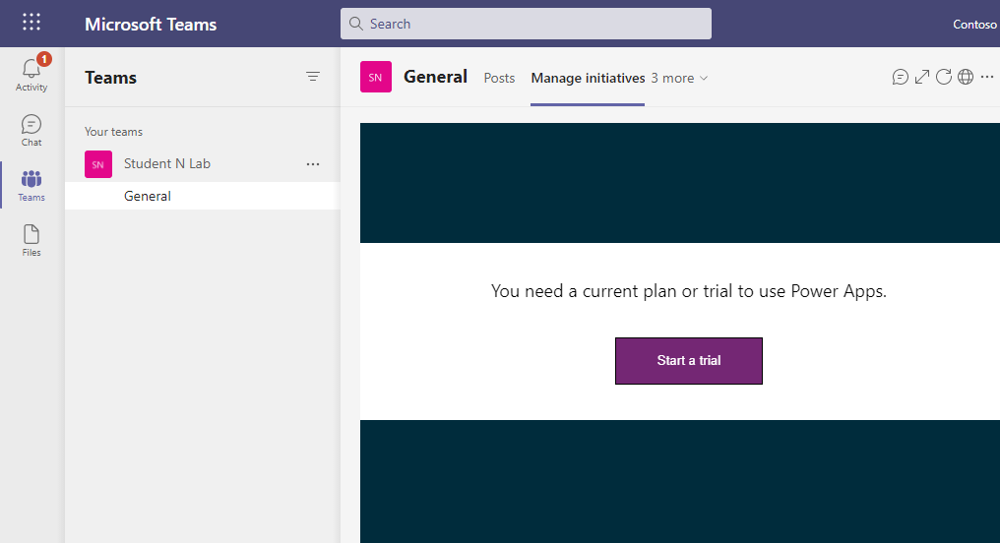 Microsoft Teams
Search
Contoso
1
Activity
Chat
Teams
Files
Teams
Your teams
SN Student N Lab
General
SN General Posts Manage initiatives 3 more
You need a current plan or trial to use Power Apps.
Start a trial